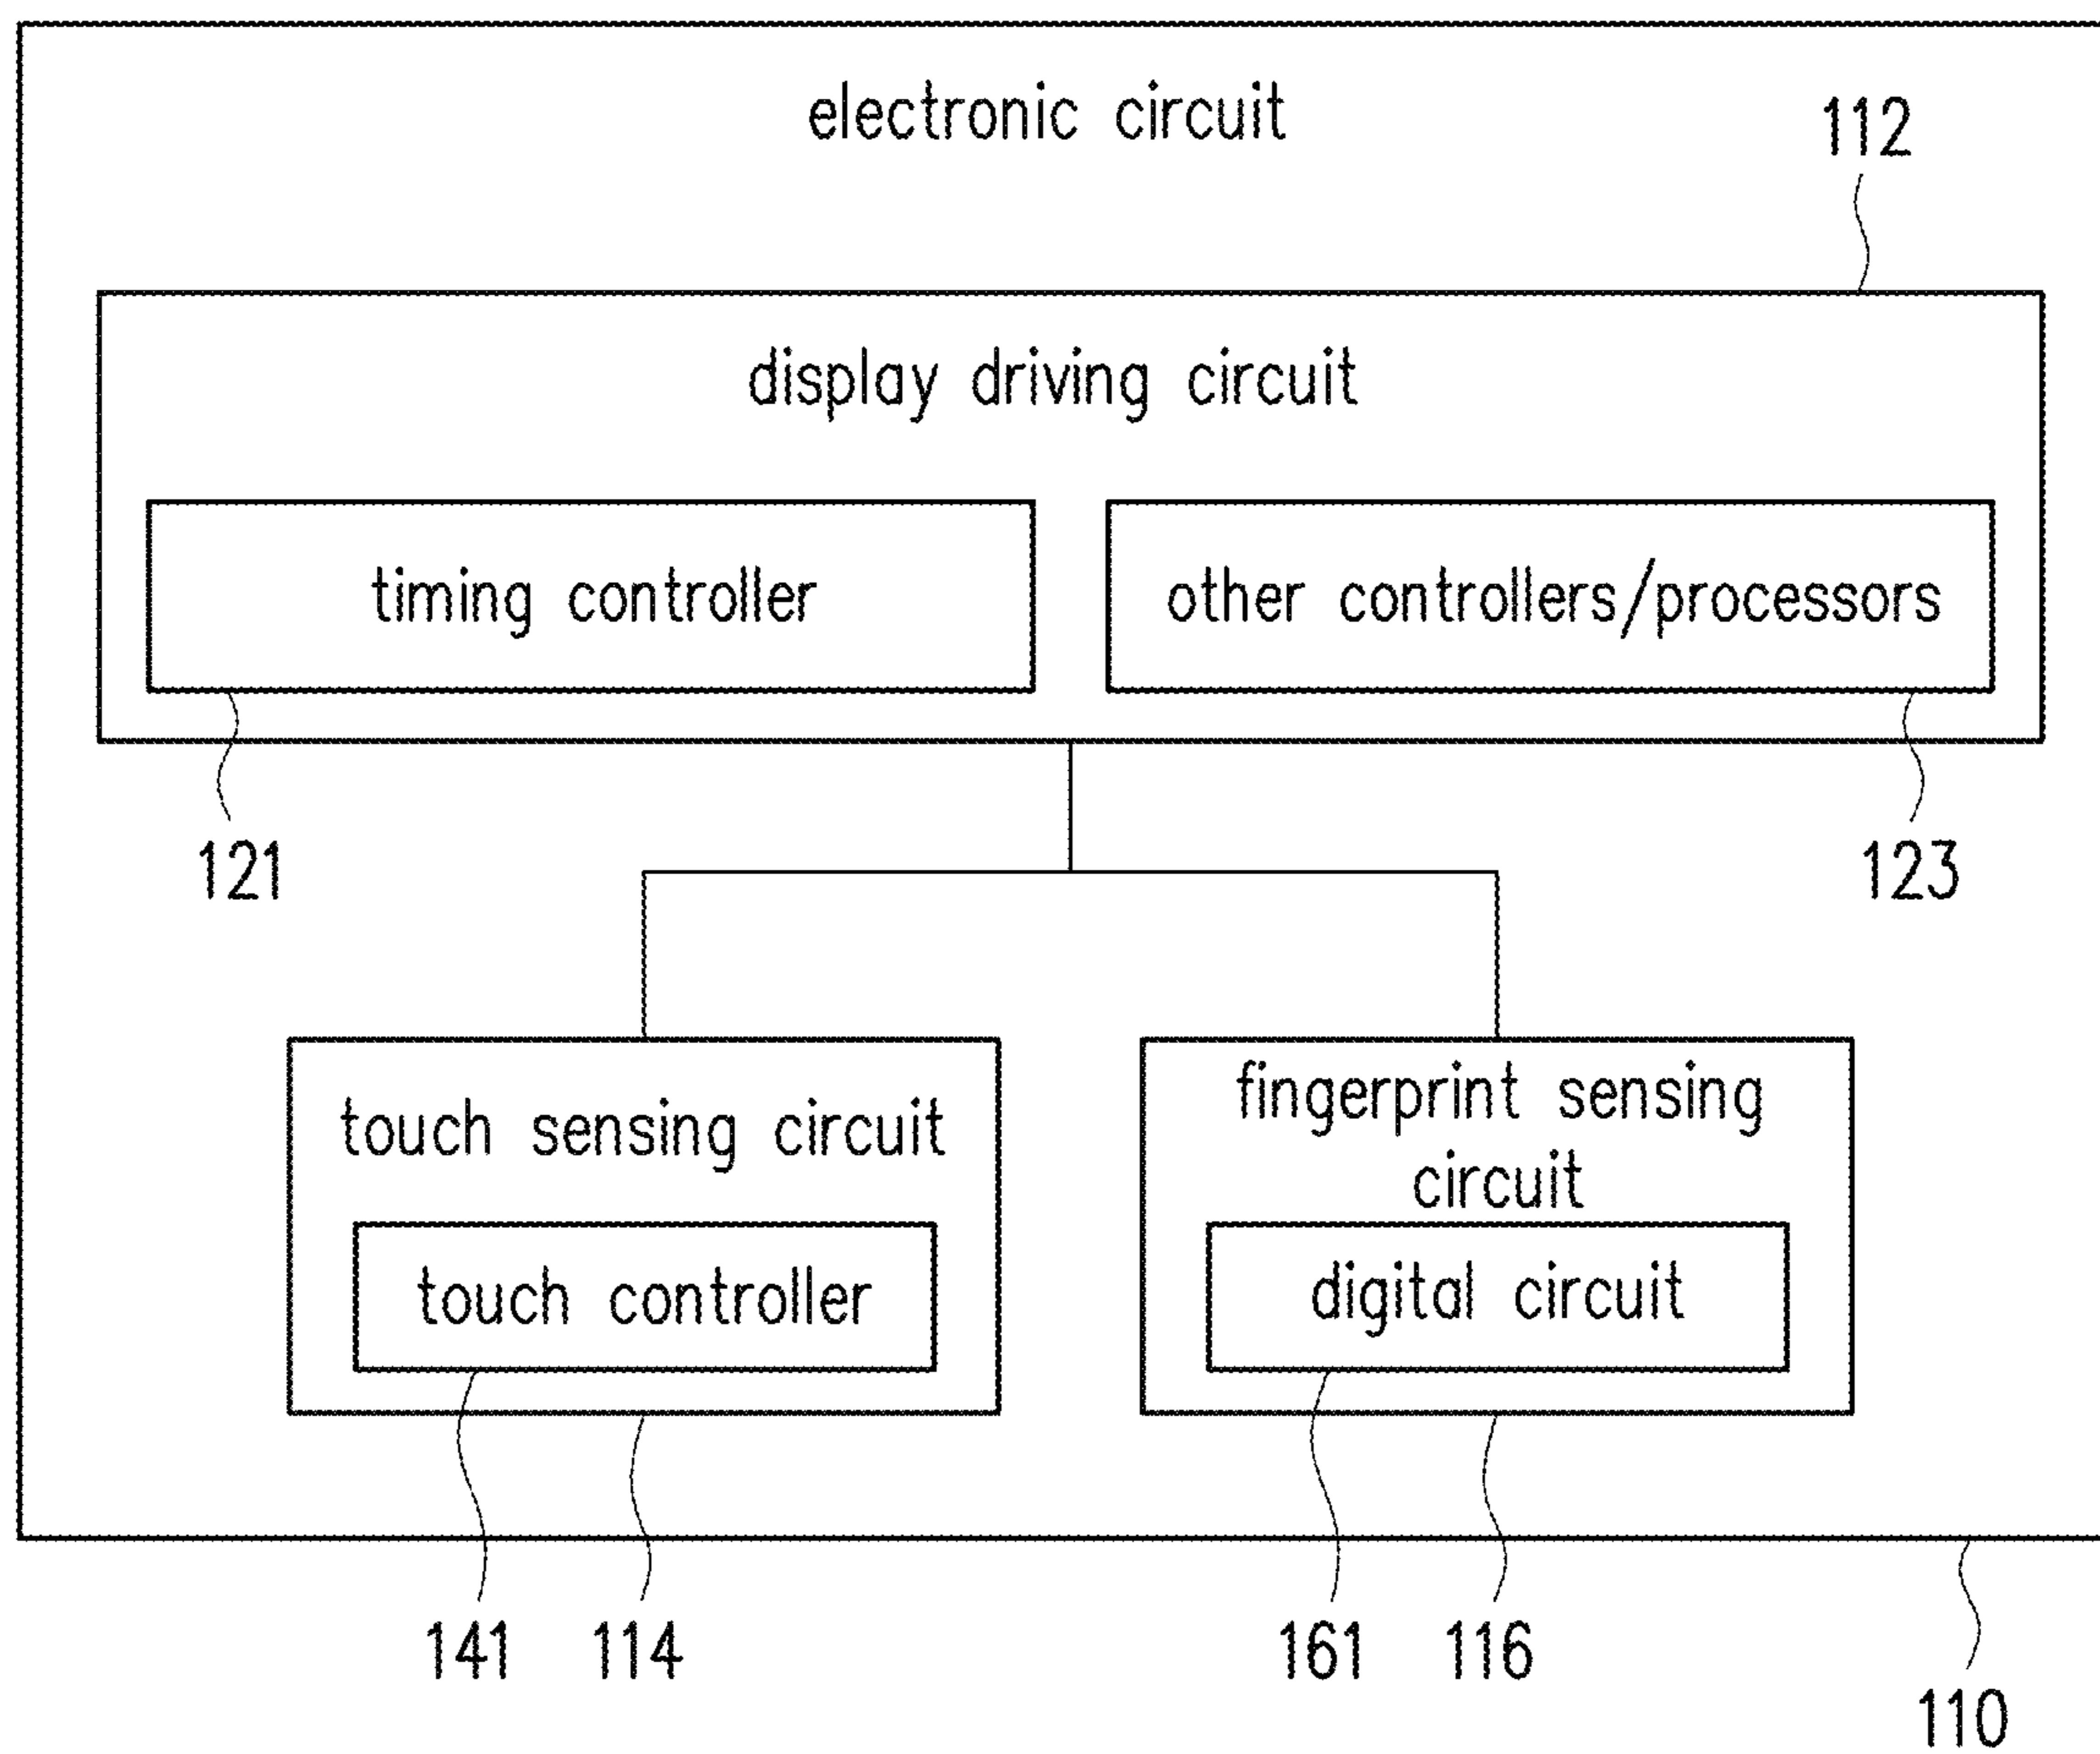 electronic circuit
112
display driving circuit
timing controller
other controllers/processors
121
123
touch sensing circuit
touch controller
fingerprint sensing
circuit
digital circuit
141
114
161
116
110